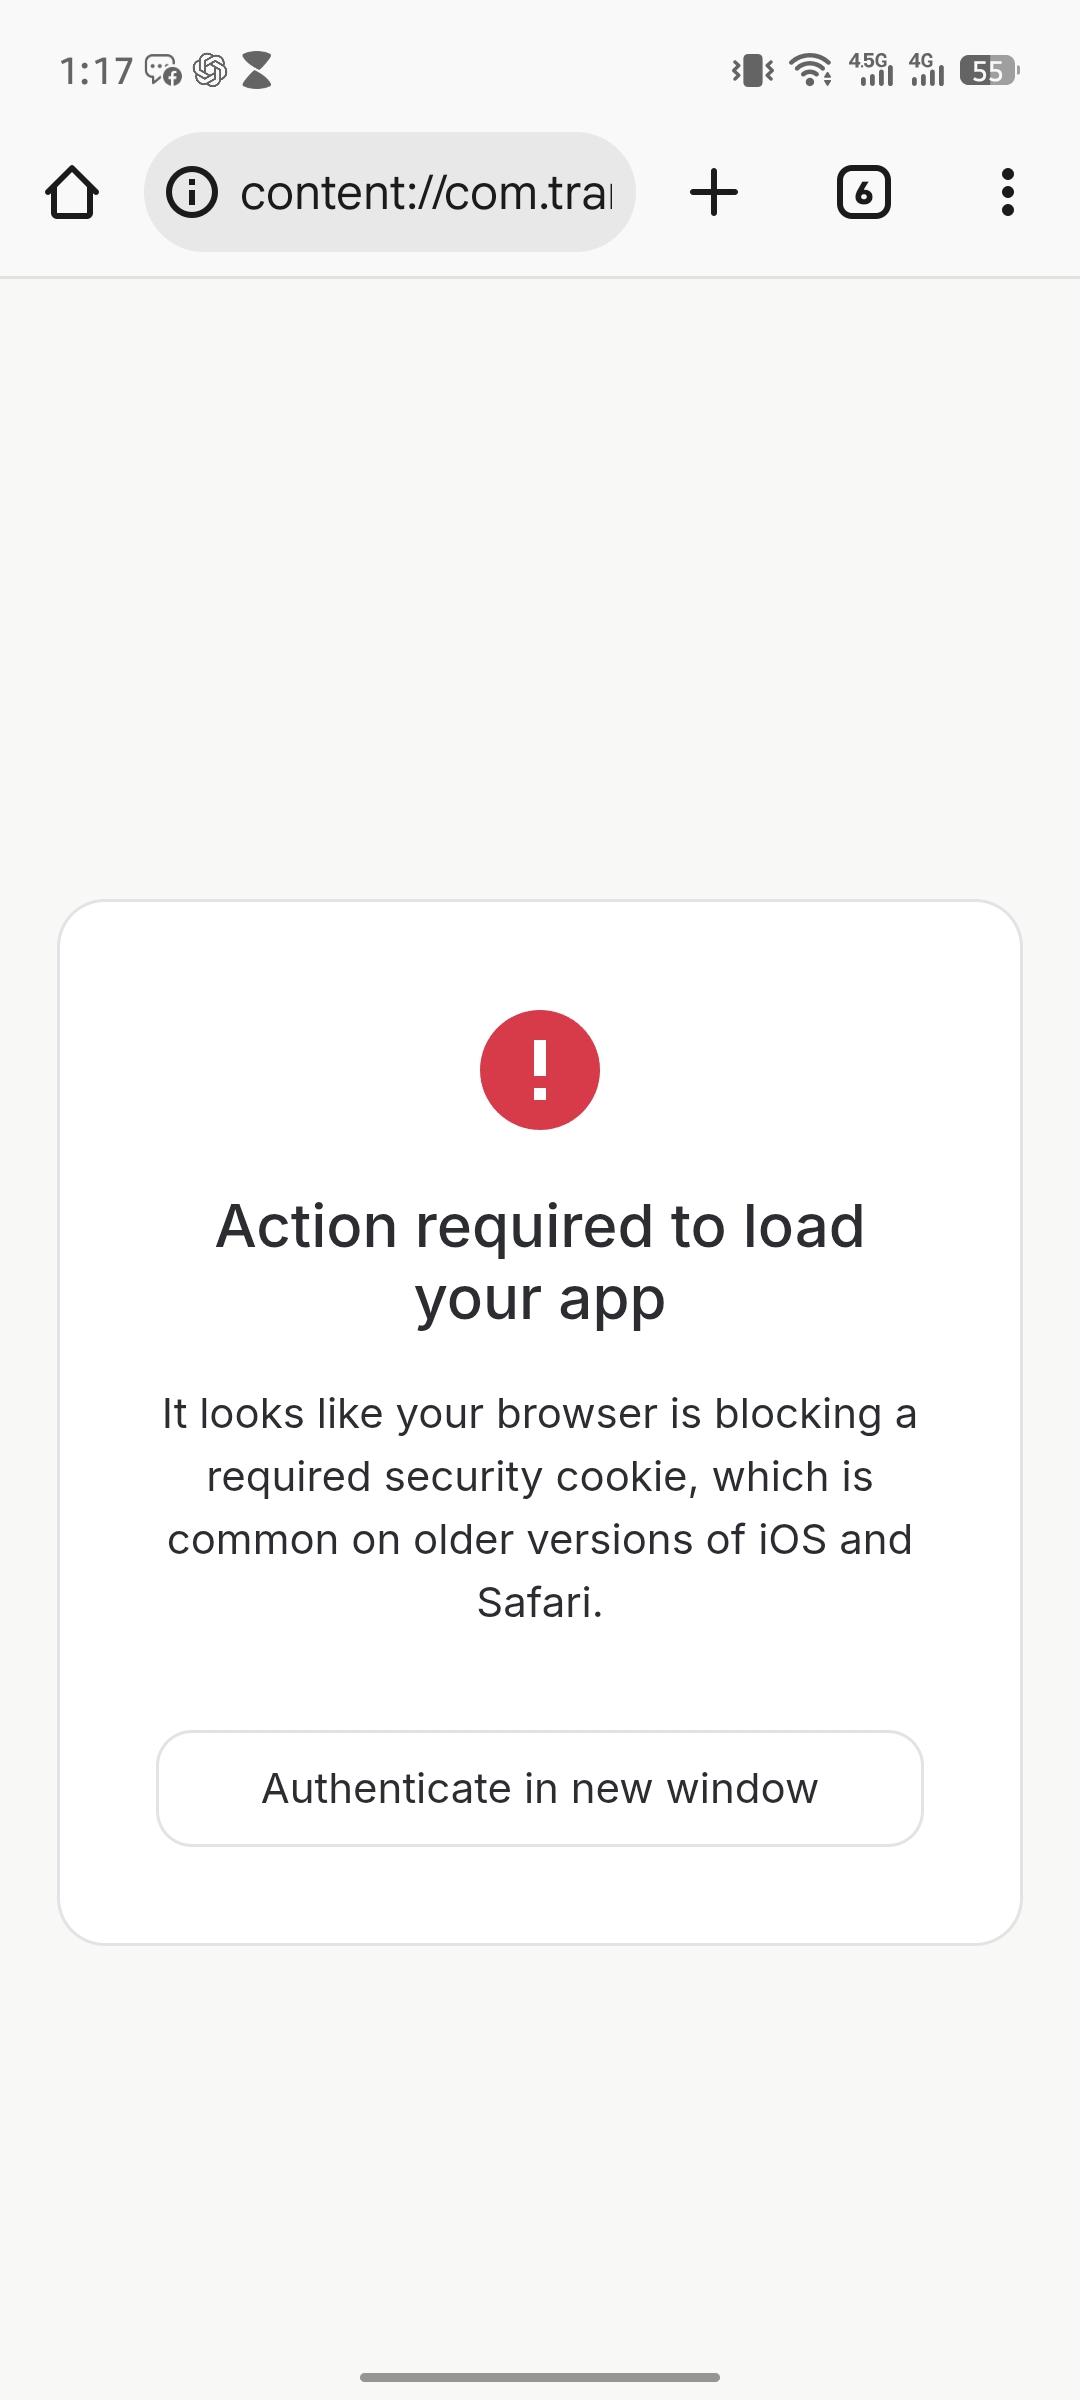 1:17
4.5G
4G
55
content://com.tra
6
Action required to load
your app
It looks like your browser is blocking a
required security cookie, which is
common on older versions of iOS and
Safari.
Authenticate in new window